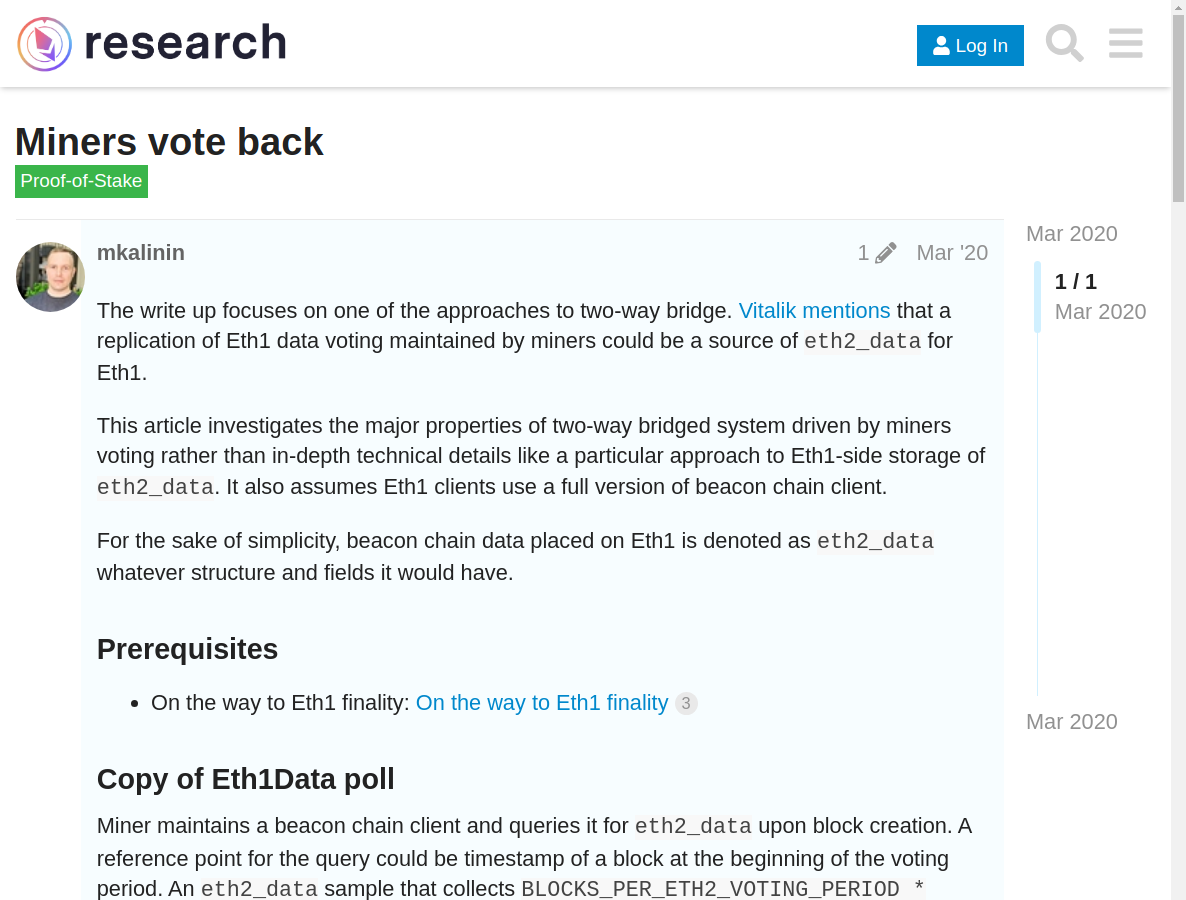 research
Log In
Miners vote back
Proof-of-Stake
mkalinin
1
Mar '20
The write up focuses on one of the approaches to two-way bridge. Vitalik mentions that a
replication of Eth1 data voting maintained by miners could be a source of eth2_data for
Eth1.
This article investigates the major properties of two-way bridged system driven by miners
voting rather than in-depth technical details like a particular approach to Eth1-side storage of
eth2_data. It also assumes Eth1 clients use a full version of beacon chain client.
For the sake of simplicity, beacon chain data placed on Eth1 is denoted as eth2_data
whatever structure and fields it would have.
Prerequisites
• On the way to Eth1 finality: On the way to Eth1 finality 3
Copy of Eth1Data poll
Miner maintains a beacon chain client and queries it for eth2_data upon block creation. A
reference point for the query could be timestamp of a block at the beginning of the voting
period. An eth2_data sample that collects BLOCKS_PER_ETH2_VOTING_PERIOD *
Mar 2020
1 / 1
Mar 2020
Mar 2020